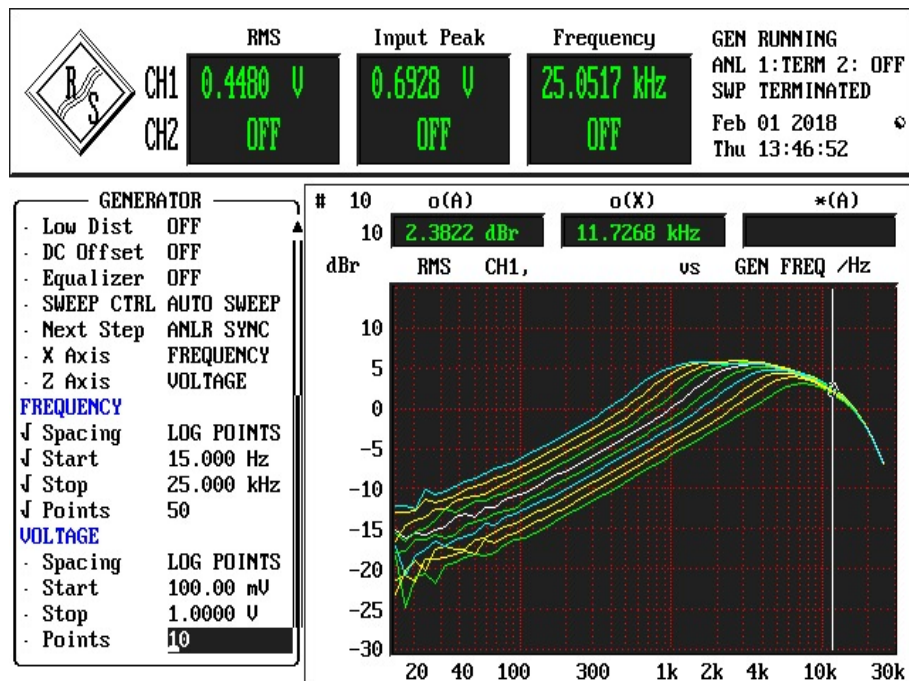 RMS Input Peak Frequency
GEN RUNNING
ANL 1:TERM 2: OFF
SWP TERMINATED
Feb 01 2018
Thu 13:46:52
R
S
CH1 0.4480 V 0.6928 V 25.0517 kHz
CH2 OFF OFF OFF
GENERATOR
· Low Dist OFF
· DC Offset OFF
· Equalizer OFF
· SWEEP CTRL AUTO SWEEP
· Next Step ANLR SYNC
· X Axis FREQUENCY
· Z Axis VOLTAGE
FREQUENCY
√ Spacing LOG POINTS
√ Start 15.000 Hz
√ Stop 25.000 kHz
√ Points 50
VOLTAGE
· Spacing LOG POINTS
· Start 100.00 mV
· Stop 1.0000 V
· Points 10
# 10 o(A) o(X) *(A)
10 2.3822 dBr 11.7268 kHz
dBr RMS CH1, vs GEN FREQ /Hz
10
5
0
-5
-10
-15
-20
-25
-30
20 40 100 300 1k 2k 4k 10k 30k